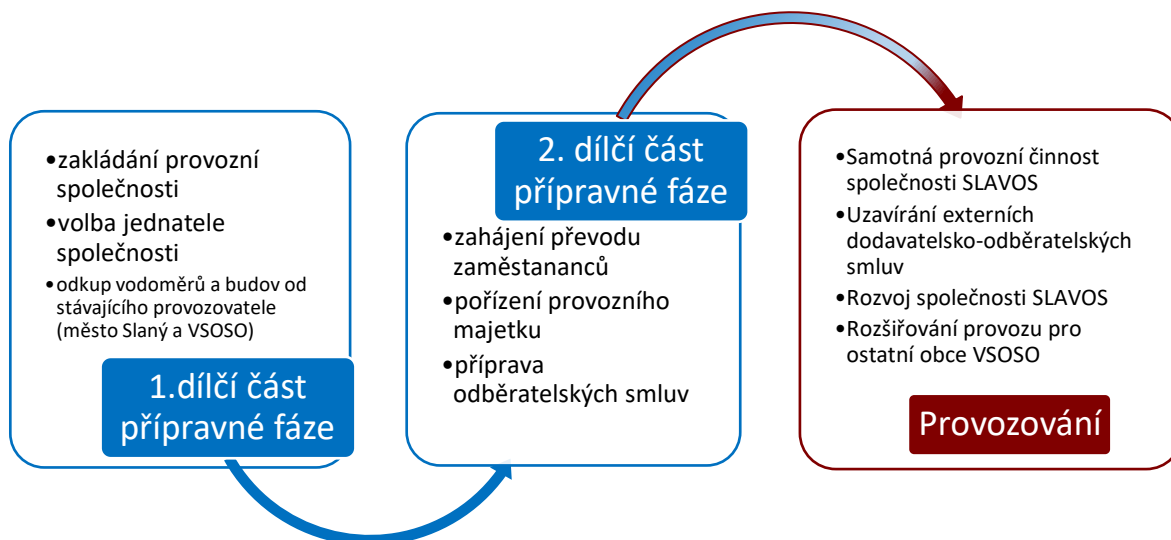 •zakládání provozní
společnosti
•volba jednatele
společnosti
•odkup vodoměrů a budov od
stávajícího provozovatele
(město Slaný a VSOSO)
1.dílčí část
přípravné fáze
2. dílčí část
přípravné fáze
•zahájení převodu
zaměstananců
•pořízení provozního
majetku
•příprava
odběratelských smluv
•Samotná provozní činnost
společnosti SLAVOS
•Uzavírání externích
dodavatelsko-odběratelských
smluv
•Rozvoj společnosti SLAVOS
•Rozšiřování provozu pro
ostatní obce VSOSO
Provozování